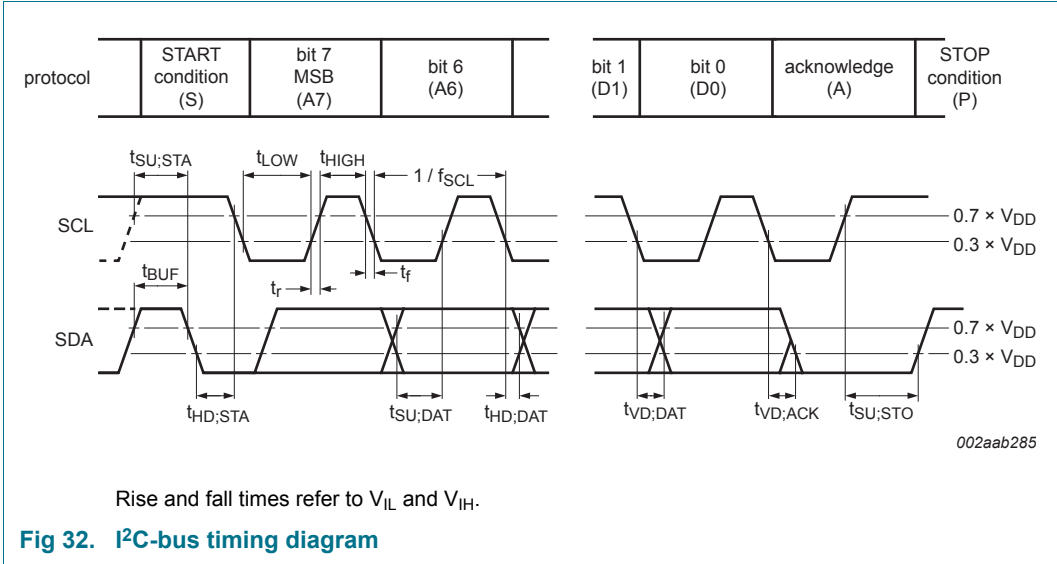 protocol
START
condition
(S)
bit 7
MSB
(A7)
bit 6
(A6)
bit 1
(D1)
bit 0
(D0)
acknowledge
(A)
STOP
condition
(P)
tSU;STA
tLOW
tHIGH
1 / fSCL
SCL
0.7 × VDD
0.3 × VDD
tBUF
tr
tf
SDA
0.7 × VDD
0.3 × VDD
tHD;STA
tSU;DAT
tHD;DAT
tVD;DAT
tVD;ACK
tSU;STO
002aab285
Rise and fall times refer to VIL and VIH.
Fig 32. I²C-bus timing diagram